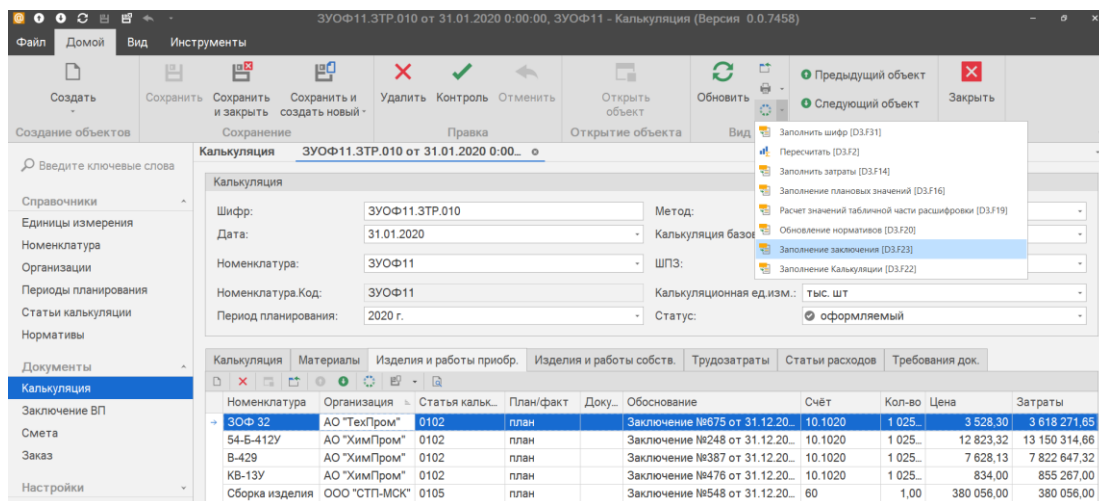 ЗУОФ11.ЗТР.010 от 31.01.2020 0:00:00, ЗУОФ11 - Калькуляция (Версия 0.0.7458)
Файл Домой Вид Инструменты
Создать Сохранить Сохранить и закрыть Сохранить и создать новый Удалить Контроль Отменить Открыть объект Обновить Предыдущий объект Следующий объект Закрыть
Создание объектов Сохранение Правка Открытие объекта Вид
Заполнить шифр [D3.F31]
Пересчитать [D3.F2]
Заполнить затраты [D3.F14]
Заполнение плановых значений [D3.F16]
Расчет значений табличной части расшифровки [D3.F19]
Обновление нормативов [D3.F20]
Заполнение заключения [D3.F23]
Заполнение Калькуляции [D3.F22]
Введите ключевые слова
Справочники
Единицы измерения
Номенклатура
Организации
Периоды планирования
Статьи калькуляции
Нормативы
Документы
Калькуляция
Заключение ВП
Смета
Заказ
Настройки
Калькуляция ЗУОФ11.ЗТР.010 от 31.01.2020 0:00...
Калькуляция
Шифр: ЗУОФ11.ЗТР.010 Метод:
Дата: 31.01.2020 Калькуляция базо
Номенклатура: ЗУОФ11 ШПЗ:
Номенклатура.Код: ЗУОФ11 Калькуляционная ед.изм.: тыс. шт
Период планирования: 2020 г. Статус: оформляемый
Калькуляция Материалы Изделия и работы приобр. Изделия и работы собств. Трудозатраты Статьи расходов Требования док.
Номенклатура Организация Статья кальк... План/факт Доку... Обоснование Счёт Кол-во Цена Затраты
ЗОФ 32 АО "ТехПром" 0102 план Заключение №675 от 31.12.20... 10.1020 1 025... 3 528,30 3 618 271,65
54-Б-412У АО "ХимПром" 0102 план Заключение №248 от 31.12.20... 10.1020 1 025... 12 823,32 13 150 314,66
В-429 АО "ХимПром" 0102 план Заключение №387 от 31.12.20... 10.1020 1 025... 7 628,13 7 822 647,32
КВ-13У АО "ХимПром" 0102 план Заключение №476 от 31.12.20... 10.1020 1 025... 834,00 855 267,00
Сборка изделия ООО "СТП-МСК" 0105 план Заключение №548 от 31.12.20... 60 1,00 380 056,00 380 056,00